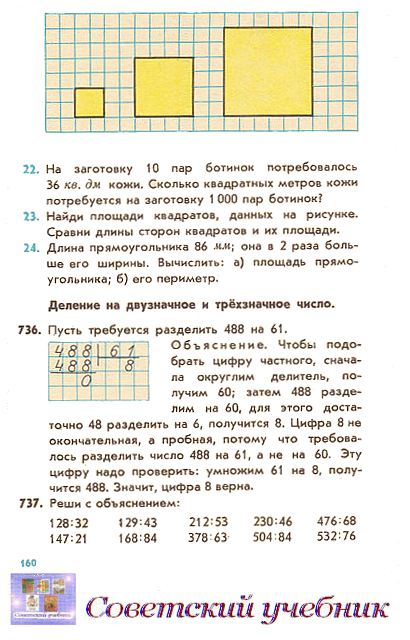 22. На заготовку 10 пар ботинок потребовалось
36 кв. дм кожи. Сколько квадратных метров кожи
потребуется на заготовку 1 000 пар ботинок?
23. Найди площади квадратов, данных на рисунке.
Сравни длины сторон квадратов и их площади.
24. Длина прямоугольника 86 мм; она в 2 раза боль-
ше его ширины. Вычислить: а) площадь прямо-
угольника; б) его периметр.
Деление на двузначное и трёхзначное число.
736. Пусть требуется разделить 488 на 61.
488 61
488 8
0
Объяснение. Чтобы подо-
брать цифру частного, снача-
ла округлим делитель, по-
лучим 60; затем 488 разде-
лим на 60, для этого доста-
точно 48 разделить на 6, получится 8. Цифра 8 не
окончательная, а пробная, потому что требова-
лось разделить число 488 на 61, а не на 60. Эту
цифру надо проверить: умножим 61 на 8, полу-
чится 488. Значит, цифра 8 верна.
737. Реши с объяснением:
128:32 129:43 212:53 230:46 476:68
147:21 168:84 378:63 504:84 532:76
160
Советский учебник
Советский учебник